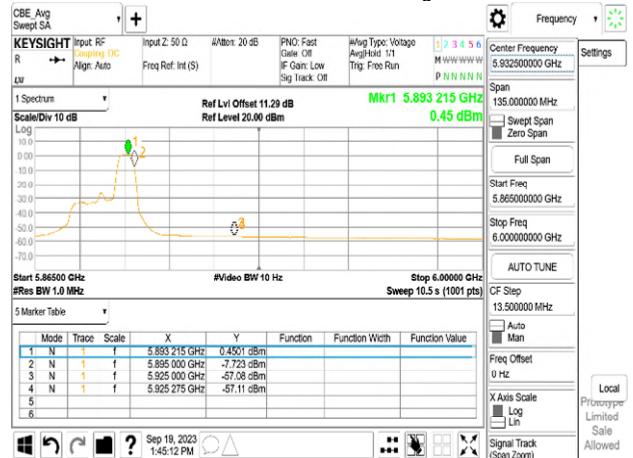 CBE_Avg
Swept SA
Frequency
KEYSIGHT
Input: RF
Input Z: 50 Ω
#Atten: 20 dB
PNO: Fast
#Avg Type: Voltage
1 2 3 4 5 6
R
Coupling: DC
Gate: Off
Avg|Hold: 1/1
M W W W W W
Align: Auto
Freq Ref: Int (S)
IF Gain: Low
Trig: Free Run
Sig Track: Off
P N N N N N
1 Spectrum
Ref Lvl Offset 11.29 dB
Mkr1 5.893 215 GHz
Scale/Div 10 dB
Ref Level 20.00 dBm
0.45 dBm
Log
10.0
0.00
-10.0
-20.0
-30.0
-40.0
-50.0
-60.0
-70.0
1
2
Start 5.86500 GHz
#Video BW 10 Hz
Stop 6.00000 GHz
#Res BW 1.0 MHz
Sweep 10.5 s (1001 pts)
5 Marker Table
Mode Trace Scale X Y Function Function Width Function Value
1 N 1 f 5.893 215 GHz 0.4501 dBm
2 N 1 f 5.895 000 GHz -7.723 dBm
3 N 1 f 5.925 000 GHz -57.08 dBm
4 N 1 f 5.925 275 GHz -57.11 dBm
5
6
Sep 19, 2023
1:45:12 PM
?
Center Frequency
5.932500000 GHz
Settings
Span
135.000000 MHz
Swept Span
Zero Span
Full Span
Start Freq
5.865000000 GHz
Stop Freq
6.000000000 GHz
AUTO TUNE
CF Step
13.500000 MHz
Auto
Man
Freq Offset
0 Hz
X Axis Scale
Log
Lin
Signal Track
(Span Zoom)
Local
Prototype
Limited
Sale
Allowed